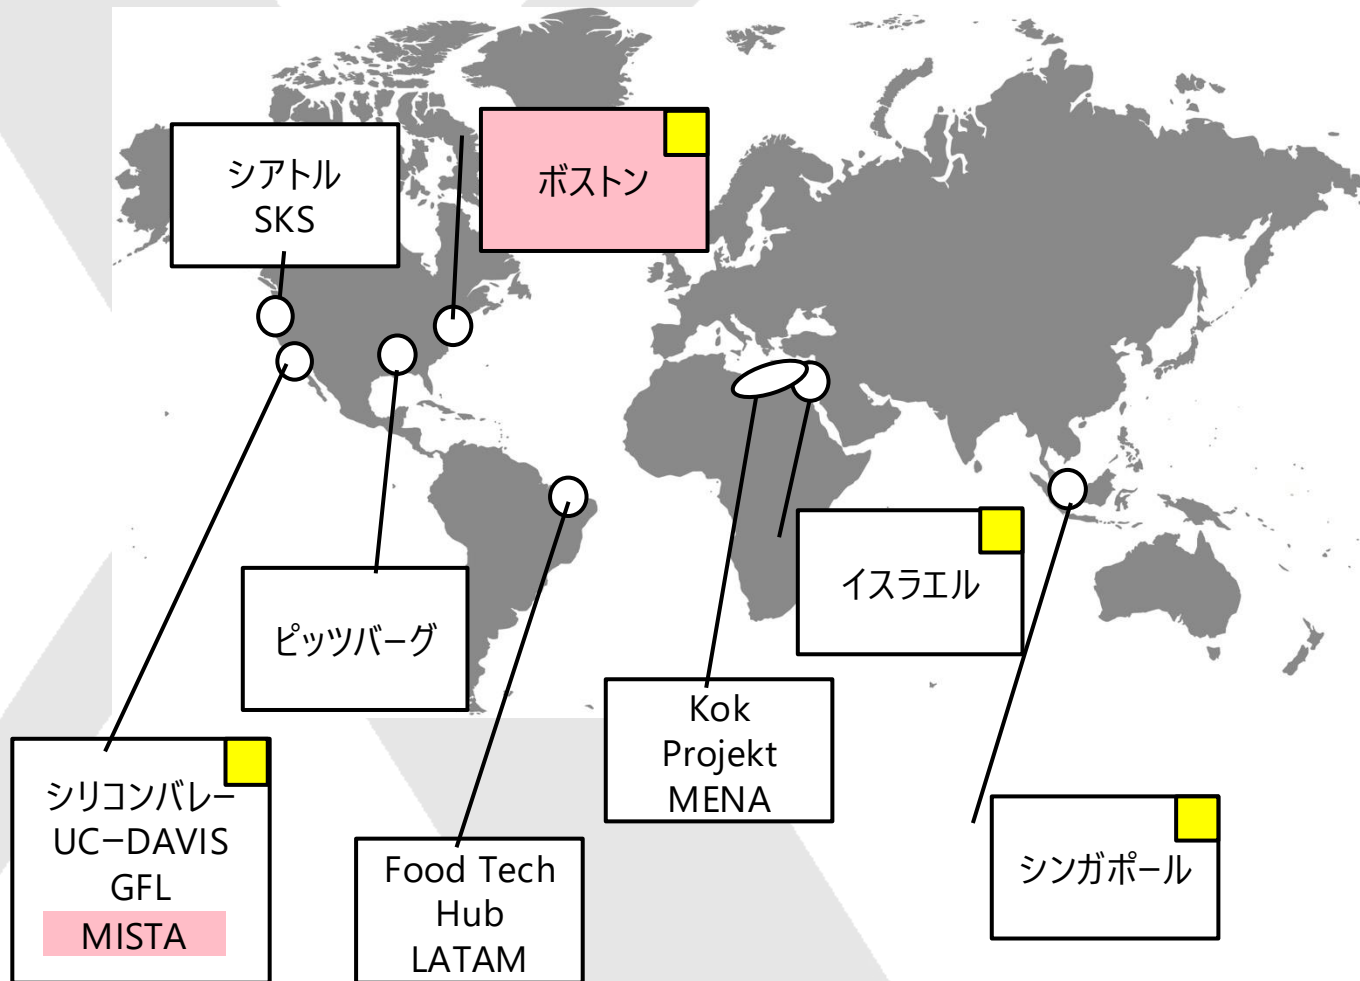 シアトル
SKS
ボストン
ピッツバーグ
イスラエル
Kok
Projekt
MENA
シリコンバレー
UC−DAVIS
GFL
MISTA
Food Tech
Hub
LATAM
シンガポール